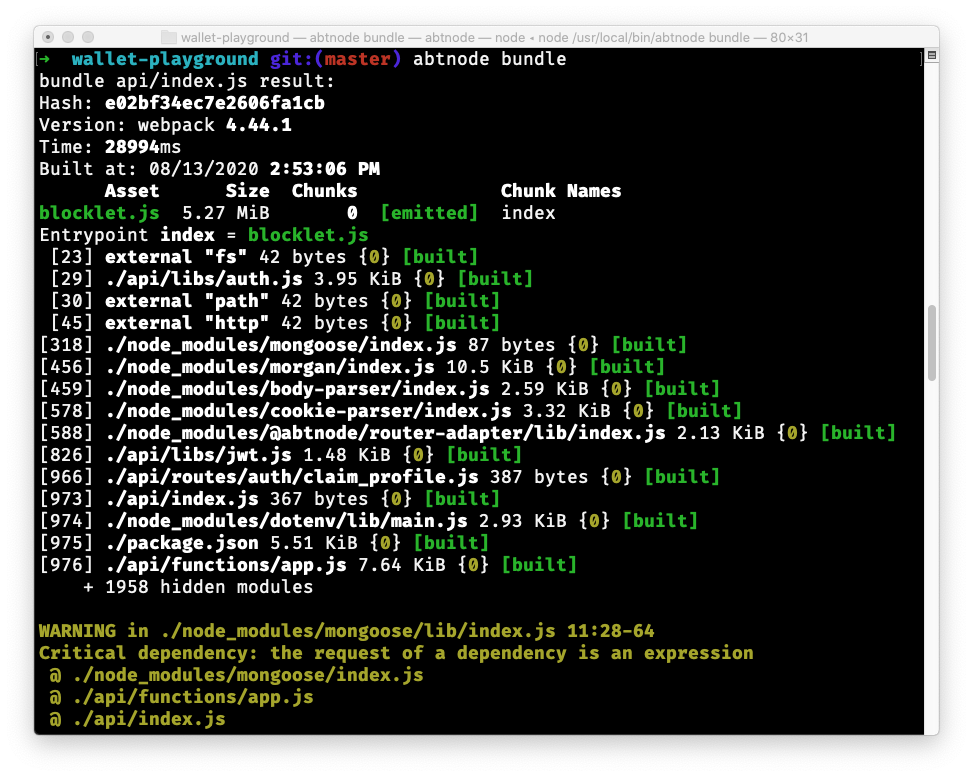 wallet-playground — abtnode bundle — abtnode — node ◂ node /usr/local/bin/abtnode bundle — 80×31
[➜  wallet-playground git:(master) abtnode bundle ]
bundle api/index.js result:
Hash: e02bf34ec7e2606fa1cb
Version: webpack 4.44.1
Time: 28994ms
Built at: 08/13/2020 2:53:06 PM
      Asset      Size  Chunks             Chunk Names
blocklet.js  5.27 MiB       0  [emitted]  index
Entrypoint index = blocklet.js
 [23] external "fs" 42 bytes {0} [built]
 [29] ./api/libs/auth.js 3.95 KiB {0} [built]
 [30] external "path" 42 bytes {0} [built]
 [45] external "http" 42 bytes {0} [built]
[318] ./node_modules/mongoose/index.js 87 bytes {0} [built]
[456] ./node_modules/morgan/index.js 10.5 KiB {0} [built]
[459] ./node_modules/body-parser/index.js 2.59 KiB {0} [built]
[578] ./node_modules/cookie-parser/index.js 3.32 KiB {0} [built]
[588] ./node_modules/@abtnode/router-adapter/lib/index.js 2.13 KiB {0} [built]
[826] ./api/libs/jwt.js 1.48 KiB {0} [built]
[966] ./api/routes/auth/claim_profile.js 387 bytes {0} [built]
[973] ./api/index.js 367 bytes {0} [built]
[974] ./node_modules/dotenv/lib/main.js 2.93 KiB {0} [built]
[975] ./package.json 5.51 KiB {0} [built]
[976] ./api/functions/app.js 7.64 KiB {0} [built]
    + 1958 hidden modules
WARNING in ./node_modules/mongoose/lib/index.js 11:28-64
Critical dependency: the request of a dependency is an expression
 @ ./node_modules/mongoose/index.js
 @ ./api/functions/app.js
 @ ./api/index.js